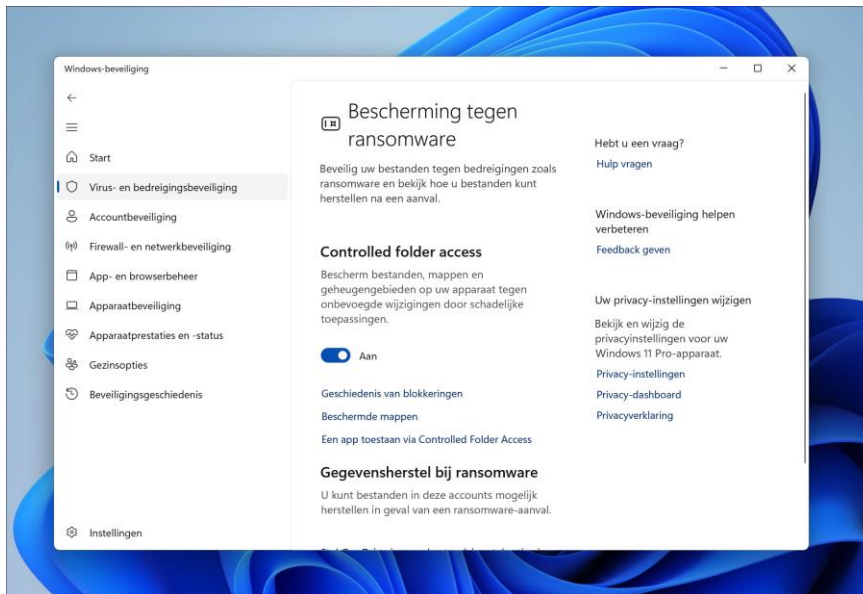 Windows-beveiliging
Start
Virus- en bedreigingsbeveiliging
Accountbeveiliging
Firewall- en netwerkbeveiliging
App- en browserbeheer
Apparaatbeveiliging
Apparaatprestaties en -status
Gezinsopties
Beveiligingsgeschiedenis
Instellingen
Bescherming tegen
ransomware
Beveilig uw bestanden tegen bedreigingen zoals
ransomware en bekijk hoe u bestanden kunt
herstellen na een aanval.
Controlled folder access
Bescherm bestanden, mappen en
geheugengebieden op uw apparaat tegen
onbevoegde wijzigingen door schadelijke
toepassingen.
Aan
Geschiedenis van blokkeringen
Beschermde mappen
Een app toestaan via Controlled Folder Access
Gegevensherstel bij ransomware
U kunt bestanden in deze accounts mogelijk
herstellen in geval van een ransomware-aanval.
Hebt u een vraag?
Hulp vragen
Windows-beveiliging helpen
verbeteren
Feedback geven
Uw privacy-instellingen wijzigen
Bekijk en wijzig de
privacyinstellingen voor uw
Windows 11 Pro-apparaat.
Privacy-instellingen
Privacy-dashboard
Privacyverklaring